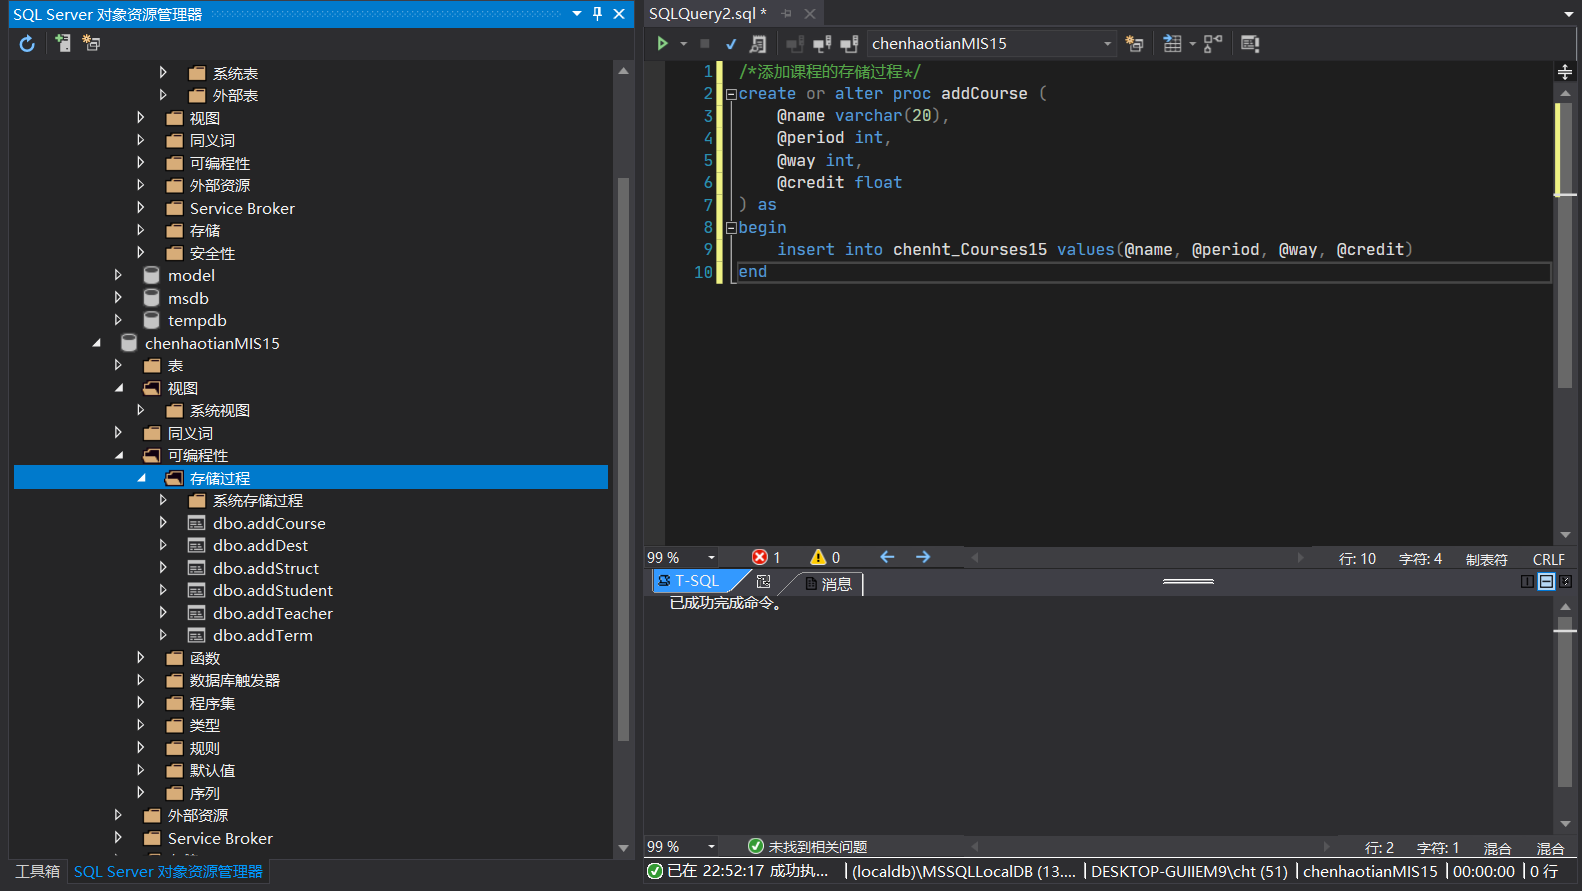 SQL Server 对象资源管理器
系统表
外部表
视图
同义词
可编程性
外部资源
Service Broker
存储
安全性
model
msdb
tempdb
chenhaotianMIS15
表
视图
系统视图
同义词
可编程性
存储过程
系统存储过程
dbo.addCourse
dbo.addDest
dbo.addStruct
dbo.addStudent
dbo.addTeacher
dbo.addTerm
函数
数据库触发器
程序集
类型
规则
默认值
序列
外部资源
Service Broker
工具箱 SQL Server 对象资源管理器
SQLQuery2.sql *
chenhaotianMIS15
1 /*添加课程的存储过程*/
2 create or alter proc addCourse (
3 @name varchar(20),
4 @period int,
5 @way int,
6 @credit float
7 ) as
8 begin
9 insert into chenht_Courses15 values(@name, @period, @way, @credit)
10 end
99 % 1 0 行: 10 字符: 4 制表符 CRLF
T-SQL 消息
已成功完成命令。
99 % 未找到相关问题 行: 2 字符: 1 混合 混合
已在 22:52:17 成功执... (localdb)\MSSQLLocalDB (13.... DESKTOP-GUIIEM9\cht (51) chenhaotianMIS15 00:00:00 0 行